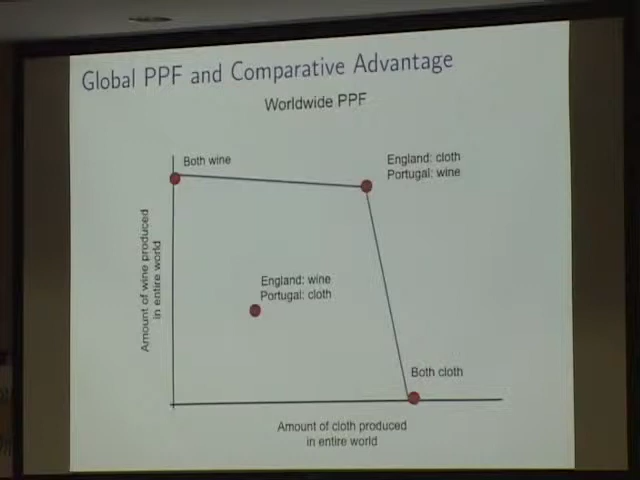 Global PPF and Comparative Advantage
Worldwide PPF
Both wine
England: cloth
Portugal: wine
Amount of wine produced
in entire world
England: wine
Portugal: cloth
Both cloth
Amount of cloth produced
in entire world